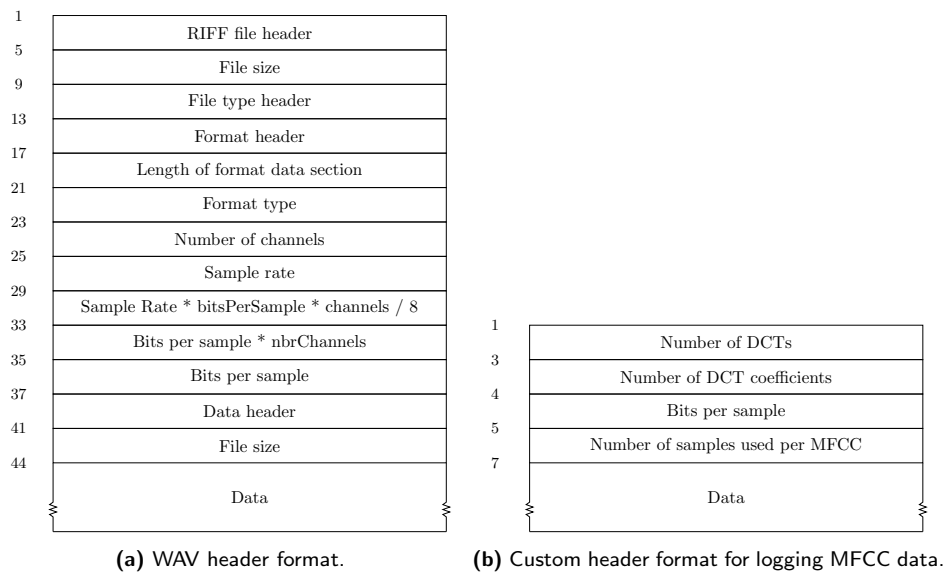 1
RIFF file header
5
File size
9
File type header
13
Format header
17
Length of format data section
21
Format type
23
Number of channels
25
Sample rate
29
Sample Rate * bitsPerSample * channels / 8
33
Bits per sample * nbrChannels
35
Bits per sample
37
Data header
41
File size
44
Data
(a) WAV header format.
1
Number of DCTs
3
Number of DCT coefficients
4
Bits per sample
5
Number of samples used per MFCC
7
Data
(b) Custom header format for logging MFCC data.